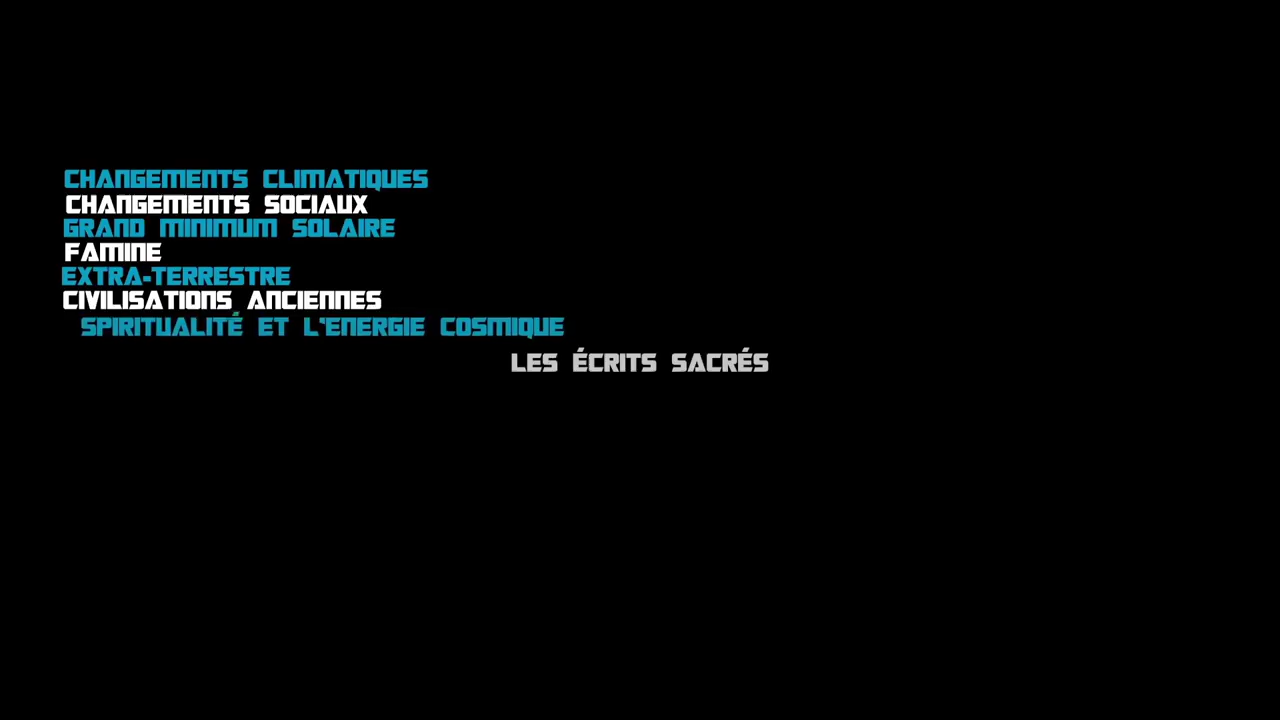 CHANGEMENTS CLIMATIQUES
CHANGEMENTS SOCIAUX
GRAND MINIMUM SOLAIRE
FAMINE
EXTRA-TERRESTRE
CIVILISATIONS ANCIENNES
SPIRITUALITÉ ET L'ENERGIE COSMIQUE
LES ÉCRITS SACRÉS